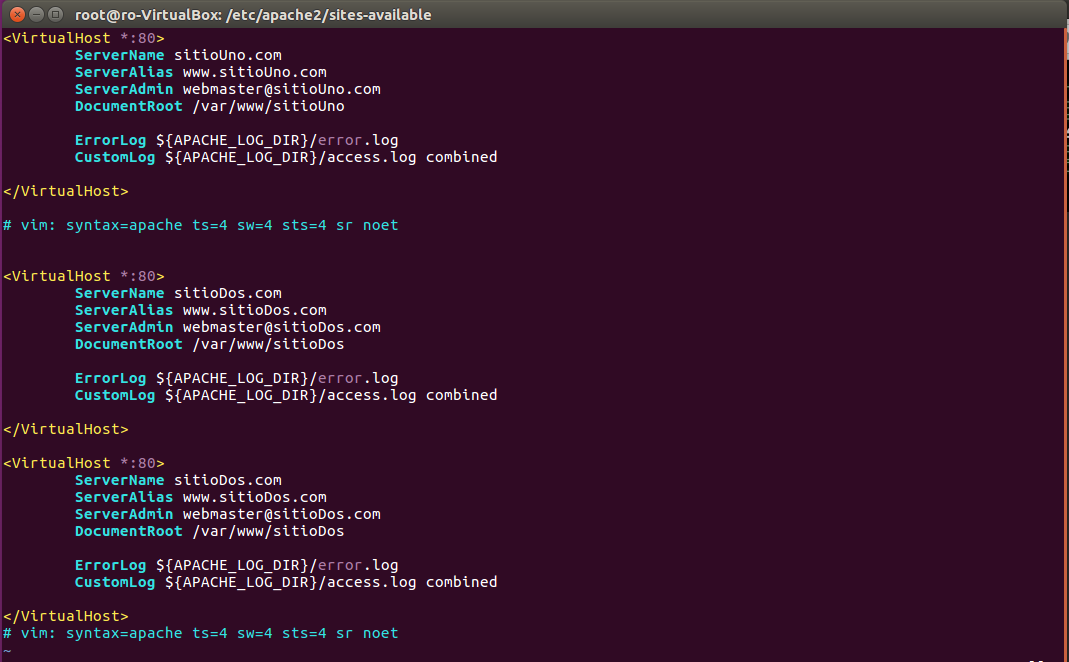 root@ro-VirtualBox: /etc/apache2/sites-available
<VirtualHost *:80>
        ServerName sitioUno.com
        ServerAlias www.sitioUno.com
        ServerAdmin webmaster@sitioUno.com
        DocumentRoot /var/www/sitioUno

        ErrorLog ${APACHE_LOG_DIR}/error.log
        CustomLog ${APACHE_LOG_DIR}/access.log combined

</VirtualHost>

# vim: syntax=apache ts=4 sw=4 sts=4 sr noet


<VirtualHost *:80>
        ServerName sitioDos.com
        ServerAlias www.sitioDos.com
        ServerAdmin webmaster@sitioDos.com
        DocumentRoot /var/www/sitioDos

        ErrorLog ${APACHE_LOG_DIR}/error.log
        CustomLog ${APACHE_LOG_DIR}/access.log combined

</VirtualHost>

<VirtualHost *:80>
        ServerName sitioDos.com
        ServerAlias www.sitioDos.com
        ServerAdmin webmaster@sitioDos.com
        DocumentRoot /var/www/sitioDos

        ErrorLog ${APACHE_LOG_DIR}/error.log
        CustomLog ${APACHE_LOG_DIR}/access.log combined

</VirtualHost>
# vim: syntax=apache ts=4 sw=4 sts=4 sr noet
~